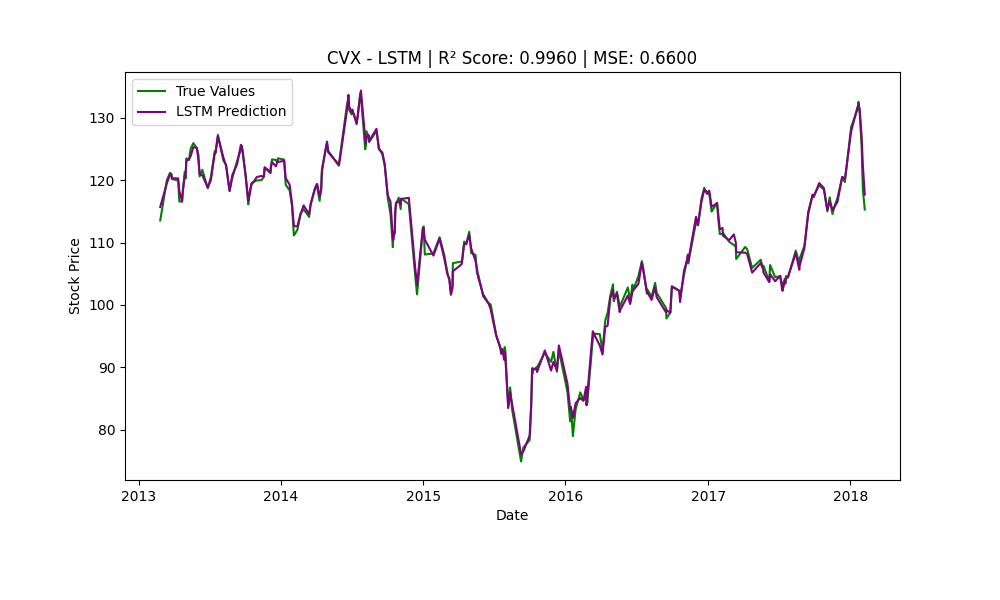 CVX - LSTM | R² Score: 0.9960 | MSE: 0.6600
True Values
LSTM Prediction
Stock Price
130
120
110
100
90
80
2013 2014 2015 2016 2017 2018
Date